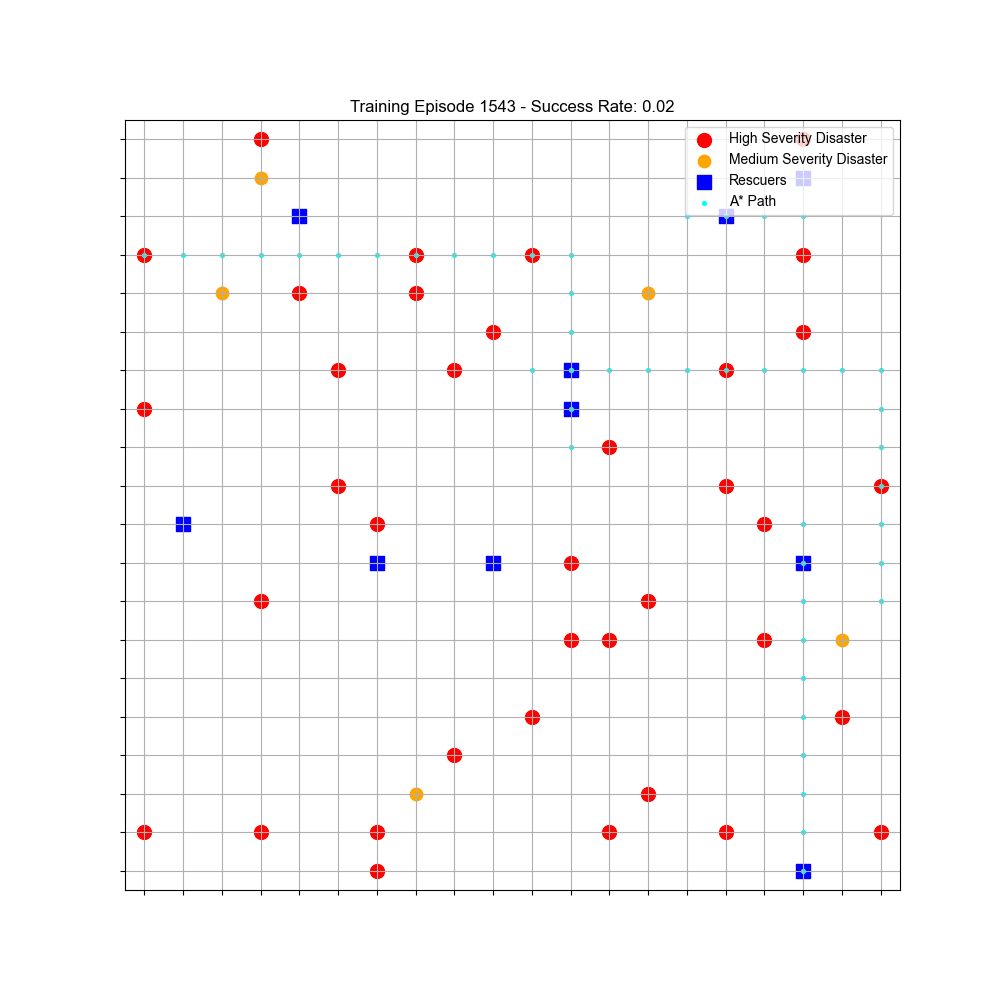 Training Episode 1543 - Success Rate: 0.02
High Severity Disaster
Medium Severity Disaster
Rescuers
A* Path